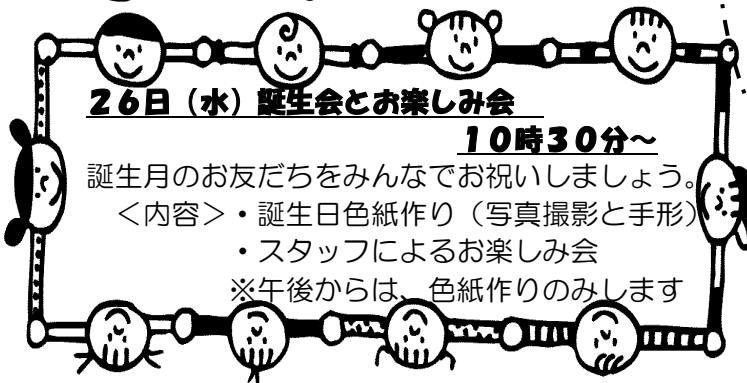 26日（水）誕生会とお楽しみ会
10時30分～
誕生月のお友だちをみんなでお祝いしましょう。
＜内容＞・誕生日色紙作り（写真撮影と手形）
・スタッフによるお楽しみ会
※午後からは、色紙作りのみします